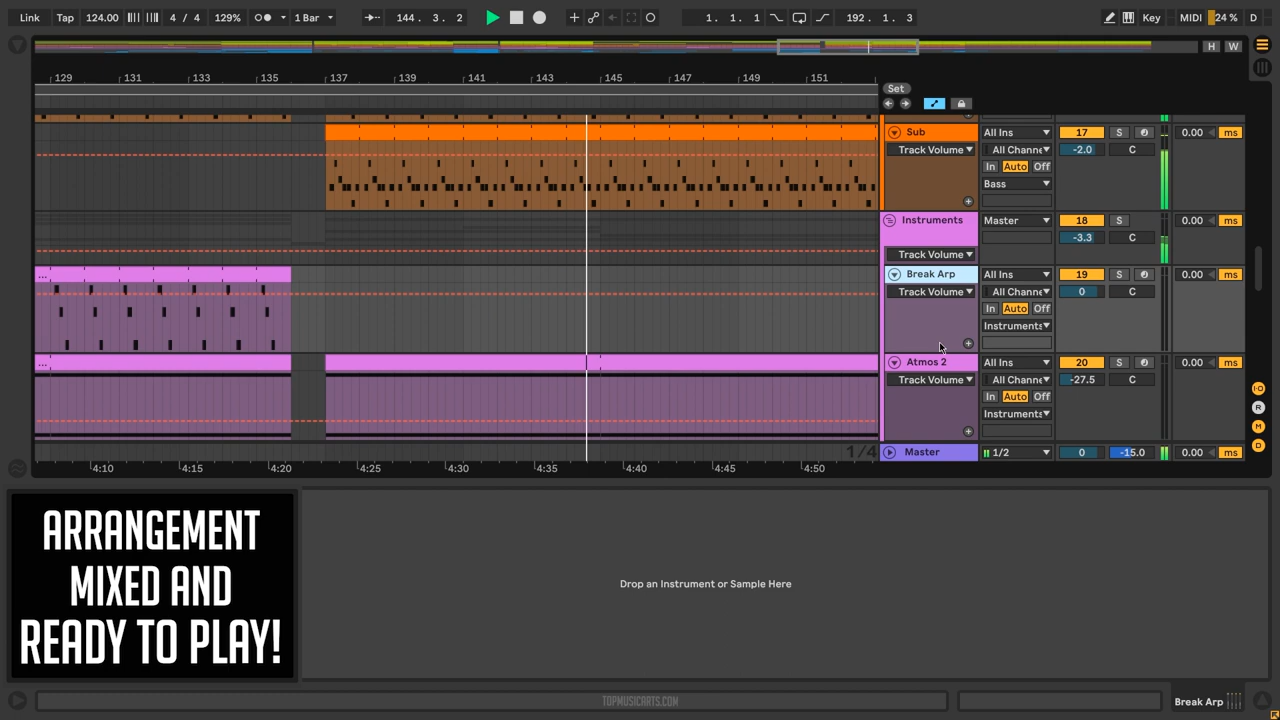 Link Tap 124.00 4 / 4 129% 1 Bar 144. 3. 2 1. 1. 1 192. 1. 3 Key MIDI 24 % D
H W
129 131 133 135 137 139 141 143 145 147 149 151
Set
Sub All Ins 17 S 0.00 ms
Track Volume All Channe -2.0 C
In Auto Off
Bass
Instruments Master 18 S 0.00 ms
-3.3 C
Track Volume
... Break Arp All Ins 19 S 0.00 ms
Track Volume All Channe 0 C
In Auto Off
Instruments
... Atmos 2 All Ins 20 S 0.00 ms
Track Volume All Channe -27.5 C
In Auto Off
Instruments
1/4 Master 1/2 0 -15.0 0.00 ms
4:10 4:15 4:20 4:25 4:30 4:35 4:40 4:45 4:50
I·O
R
M
D
ARRANGEMENT
MIXED AND
READY TO PLAY!
Drop an Instrument or Sample Here
TOPMUSICARTS.COM
Break Arp